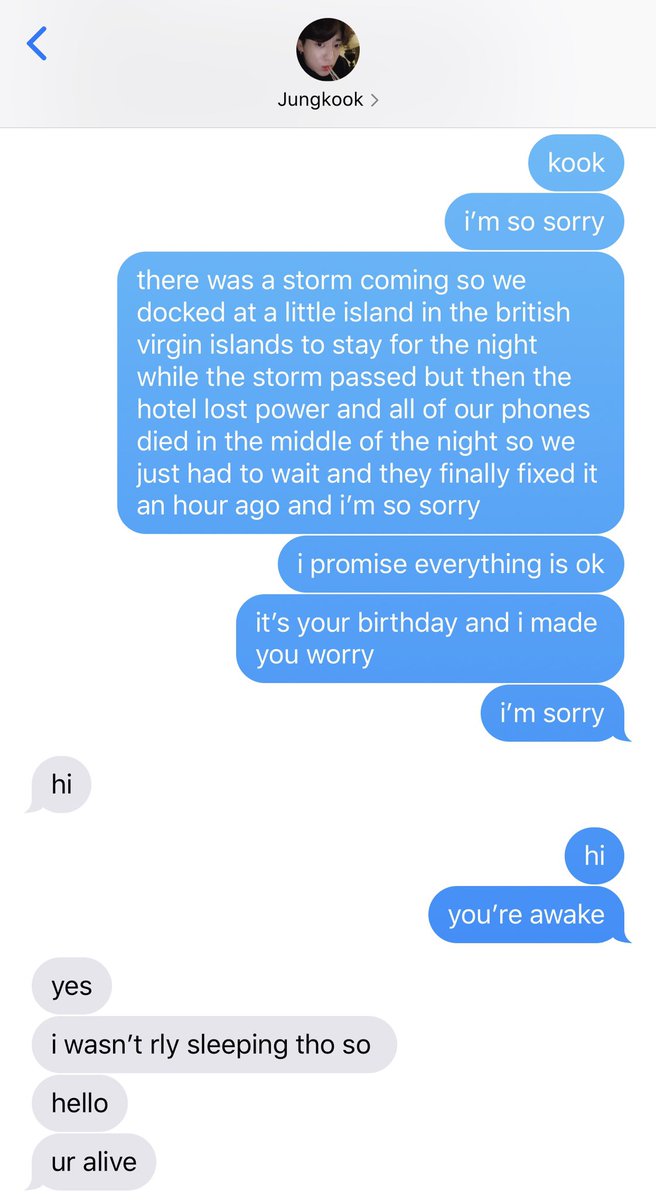 Jungkook
kook
i’m so sorry
there was a storm coming so we
docked at a little island in the british
virgin islands to stay for the night
while the storm passed but then the
hotel lost power and all of our phones
died in the middle of the night so we
just had to wait and they finally fixed it
an hour ago and i’m so sorry
i promise everything is ok
it’s your birthday and i made
you worry
i’m sorry
hi
hi
you’re awake
yes
i wasn’t rly sleeping tho so
hello
ur alive